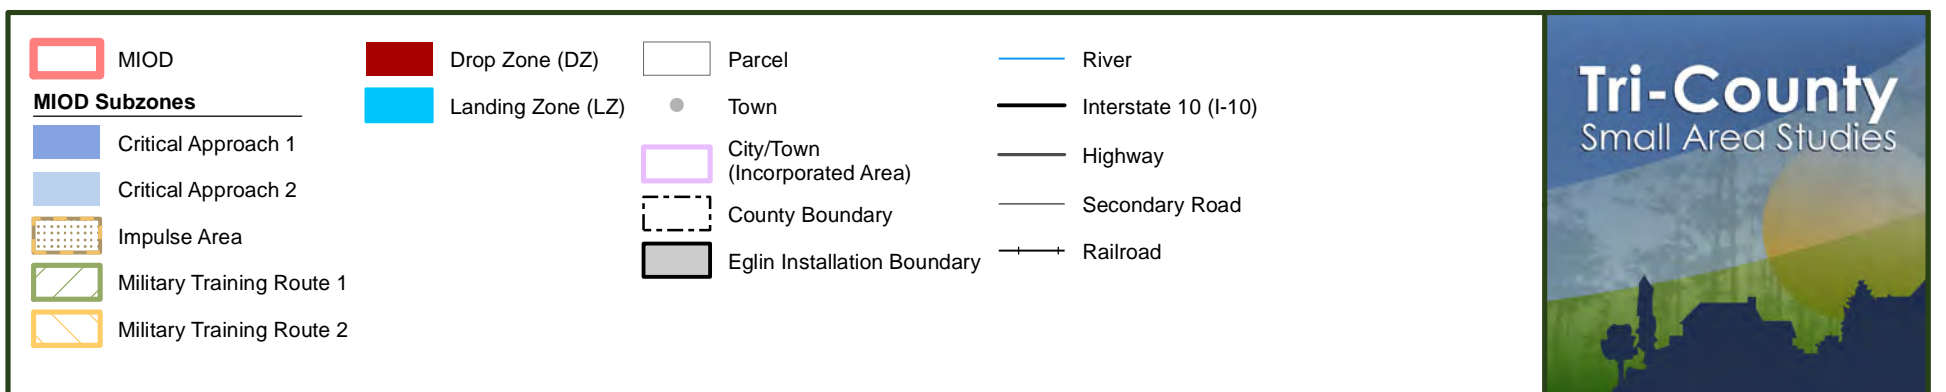 MIOD
MIOD Subzones
Critical Approach 1
Critical Approach 2
Impulse Area
Military Training Route 1
Military Training Route 2
Drop Zone (DZ)
Landing Zone (LZ)
Parcel
Town
City/Town
(Incorporated Area)
County Boundary
Eglin Installation Boundary
River
Interstate 10 (I-10)
Highway
Secondary Road
Railroad
Tri-County
Small Area Studies